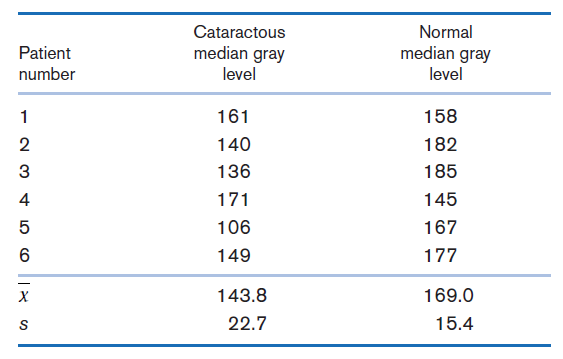 Patient number Cataractous median gray level Normal median gray level
1 161 158
2 140 182
3 136 185
4 171 145
5 106 167
6 149 177
x̄ 143.8 169.0
s 22.7 15.4